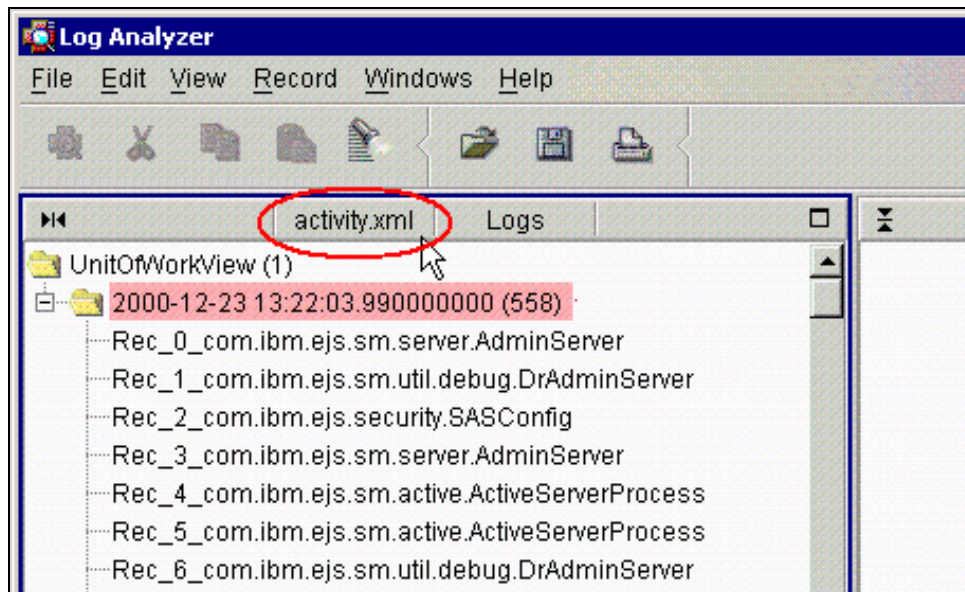 Log Analyzer
File Edit View Record Windows Help
activity.xml Logs
UnitOfWorkView (1)
2000-12-23 13:22:03.990000000 (558)
Rec_0_com.ibm.ejs.sm.server.AdminServer
Rec_1_com.ibm.ejs.sm.util.debug.DrAdminServer
Rec_2_com.ibm.ejs.security.SASConfig
Rec_3_com.ibm.ejs.sm.server.AdminServer
Rec_4_com.ibm.ejs.sm.active.ActiveServerProcess
Rec_5_com.ibm.ejs.sm.active.ActiveServerProcess
Rec_6_com.ibm.ejs.sm.util.debug.DrAdminServer